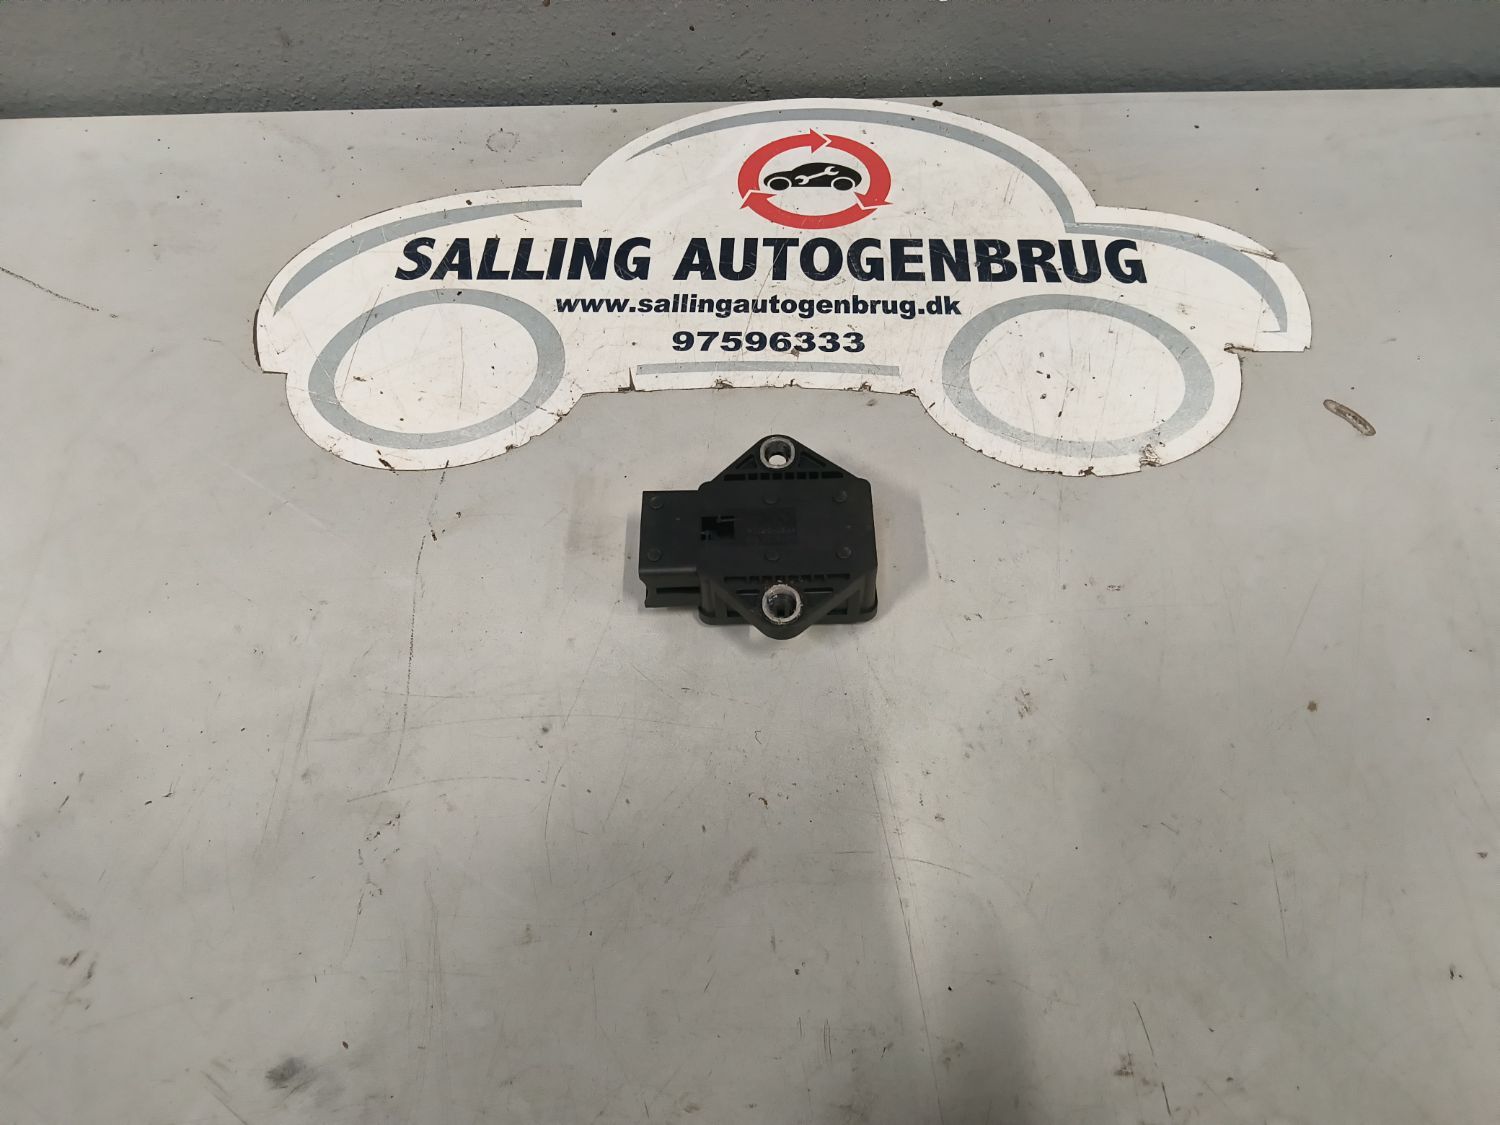 SALLING AUTOGENBRUG
www.sallingautogenbrug.dk
97596333